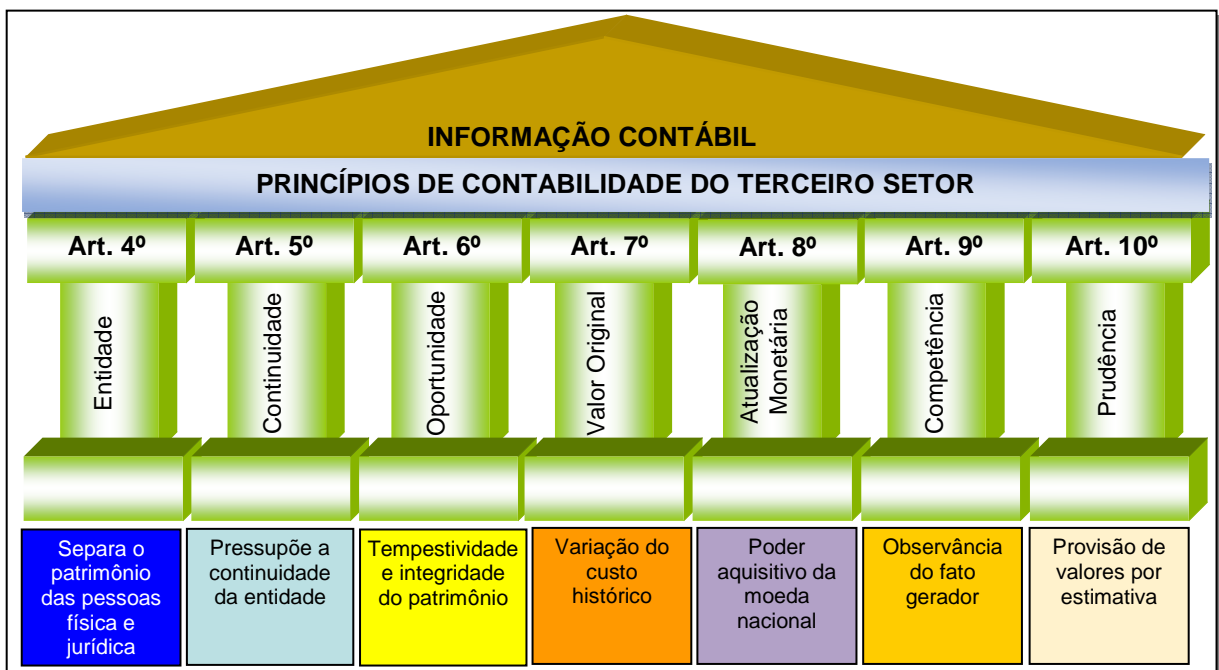 INFORMAÇÃO CONTÁBIL
PRINCÍPIOS DE CONTABILIDADE DO TERCEIRO SETOR
Art. 4º
Art. 5º
Art. 6º
Art. 7º
Art. 8º
Art. 9º
Art. 10º
Entidade
Continuidade
Oportunidade
Valor Original
Atualização
Monetária
Competência
Prudência
Separa o
patrimônio
das pessoas
física e
jurídica
Pressupõe a
continuidade
da entidade
Tempestividade
e integridade
do patrimônio
Variação do
custo
histórico
Poder
aquisitivo da
moeda
nacional
Observância
do fato
gerador
Provisão de
valores por
estimativa